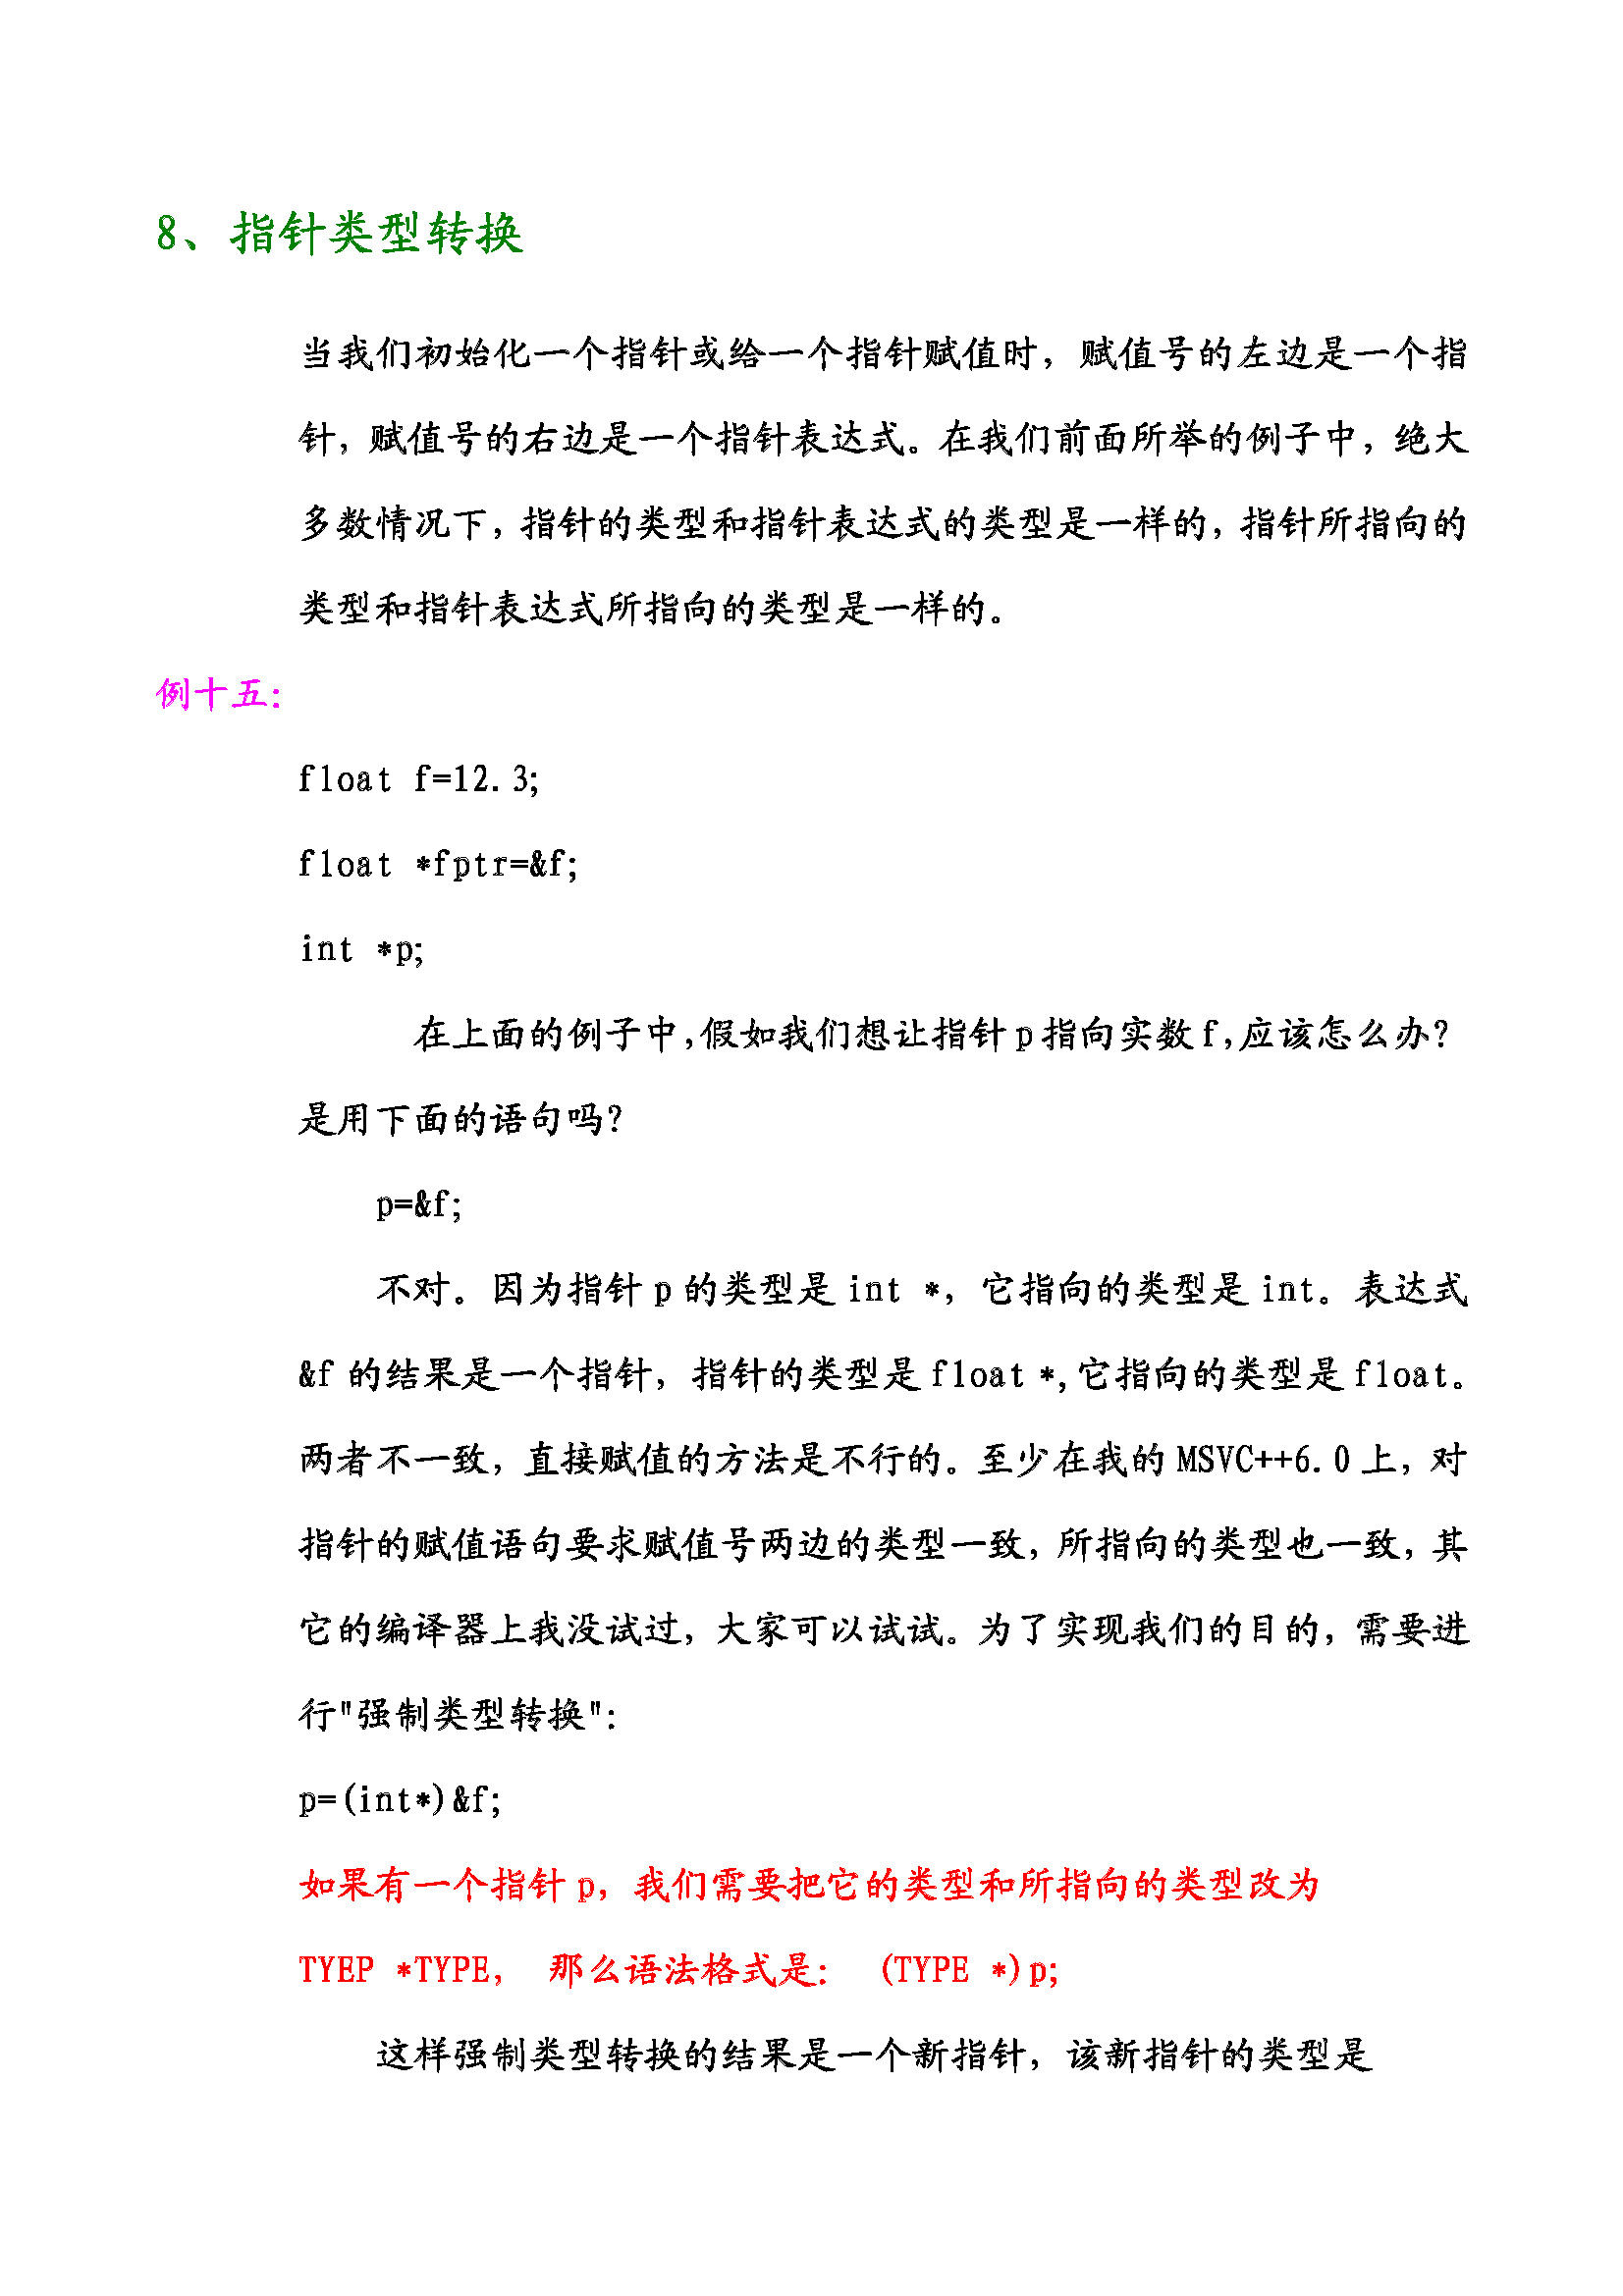 8、指针类型转换
当我们初始化一个指针或给一个指针赋值时，赋值号的左边是一个指
针，赋值号的右边是一个指针表达式。在我们前面所举的例子中，绝大
多数情况下，指针的类型和指针表达式的类型是一样的，指针所指向的
类型和指针表达式所指向的类型是一样的。
例十五：
float f=12.3;
float *fptr=&f;
int *p;
在上面的例子中，假如我们想让指针 p 指向实数 f，应该怎么办？
是用下面的语句吗？
p=&f;
不对。因为指针 p 的类型是 int *，它指向的类型是 int。表达式
&f 的结果是一个指针，指针的类型是 float *,它指向的类型是 float。
两者不一致，直接赋值的方法是不行的。至少在我的 MSVC++6.0 上，对
指针的赋值语句要求赋值号两边的类型一致，所指向的类型也一致，其
它的编译器上我没试过，大家可以试试。为了实现我们的目的，需要进
行"强制类型转换"：
p=(int*)&f;
如果有一个指针 p，我们需要把它的类型和所指向的类型改为
TYEP *TYPE， 那么语法格式是： (TYPE *)p;
这样强制类型转换的结果是一个新指针，该新指针的类型是